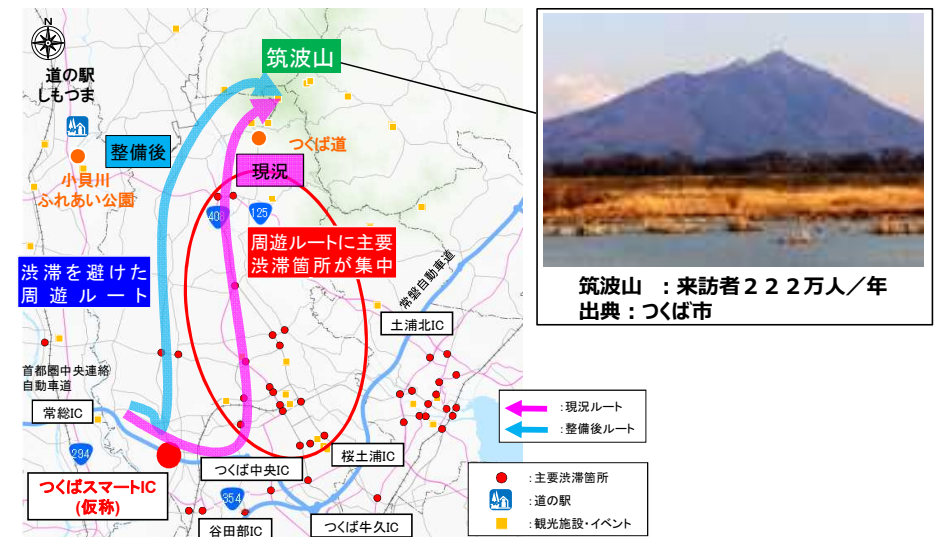 N
筑波山
道の駅
しもつま
つくば道
整備後
現況
小貝川
ふれあい公園
408
125
周遊ルートに主要
渋滞箇所が集中
渋滞を避けた
周遊ルート
常磐自動車道
土浦北IC
首都圏中央連絡
自動車道
常総IC
294
つくば中央IC
桜土浦IC
つくばスマートIC
(仮称)
354
谷田部IC
つくば牛久IC
筑波山 :来訪者222万人/年
出典:つくば市
:現況ルート
:整備後ルート
:主要渋滞箇所
:道の駅
:観光施設・イベント